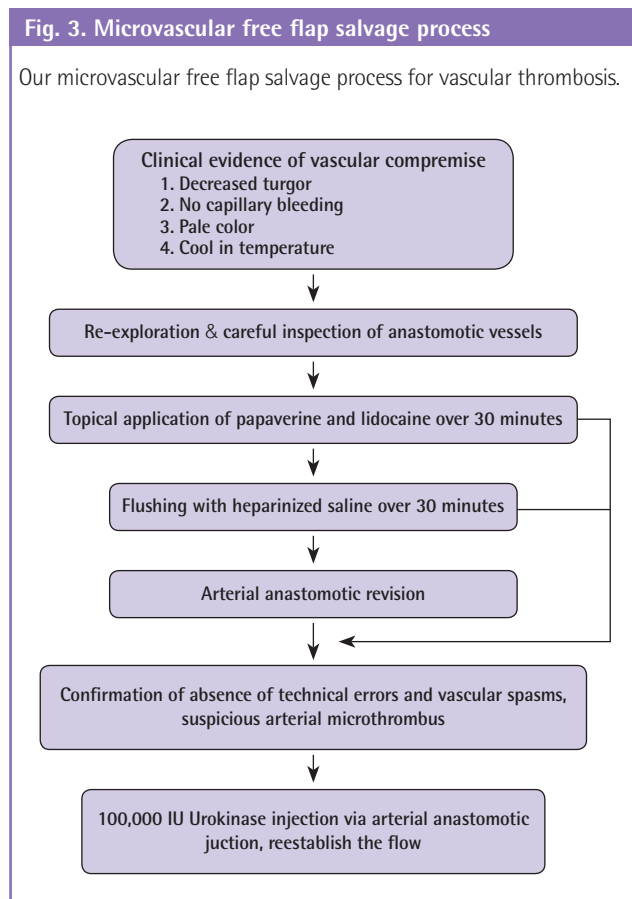 Fig. 3. Microvascular free flap salvage process
Our microvascular free flap salvage process for vascular thrombosis.
Clinical evidence of vascular compromise
1. Decreased turgor
2. No capillary bleeding
3. Pale color
4. Cool in temperature
Re-exploration & careful inspection of anastomotic vessels
Topical application of papaverine and lidocaine over 30 minutes
Flushing with heparinized saline over 30 minutes
Arterial anastomotic revision
Confirmation of absence of technical errors and vascular spasms,
suspicious arterial microthrombus
100,000 IU Urokinase injection via arterial anastomotic
juction, reestablish the flow